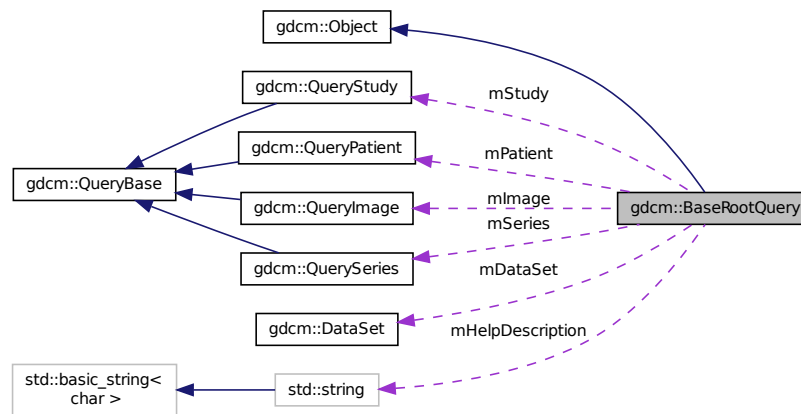 gdcm::Object
gdcm::QueryStudy
mStudy
gdcm::QueryPatient
mPatient
gdcm::QueryBase
gdcm::QueryImage
mImage
gdcm::BaseRootQuery
mSeries
gdcm::QuerySeries
mDataSet
gdcm::DataSet
mHelpDescription
std::basic_string<
char >
std::string